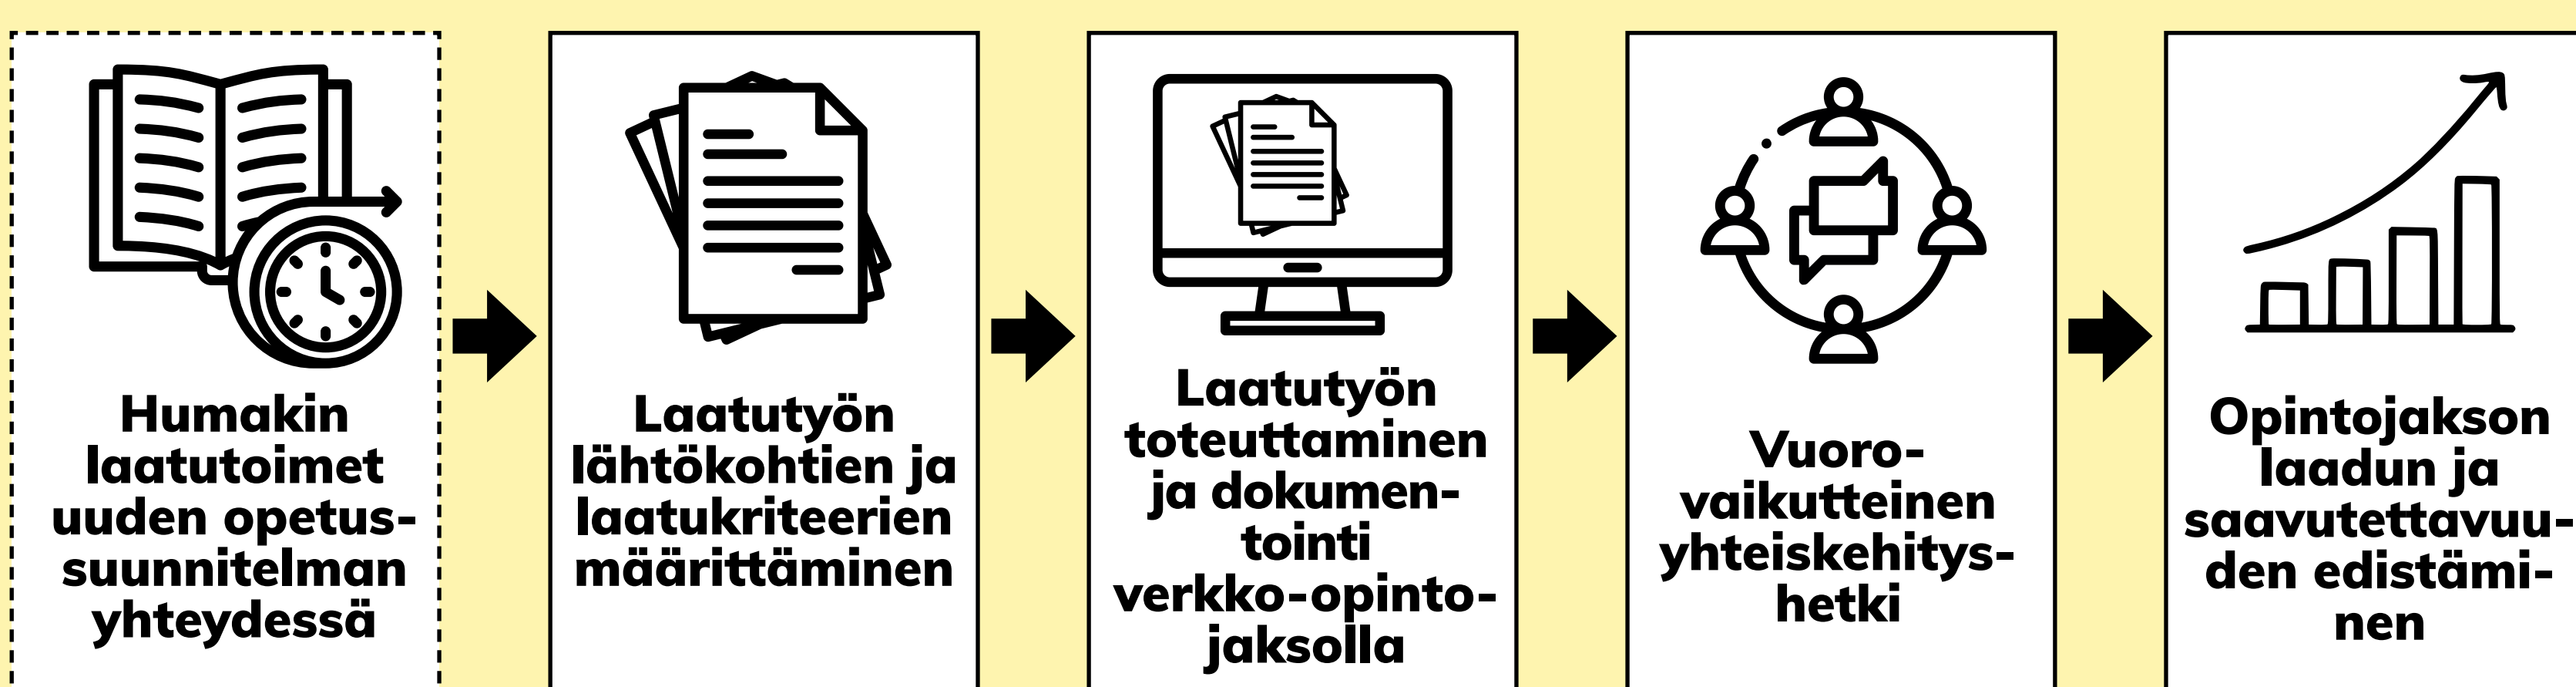 Humakin
laatutoimet
uuden opetus-
suunnitelman
yhteydessä
Laatutyön
lähtökohtien ja
laatukriteerien
määrittäminen
Laatutyön
toteuttaminen
ja dokumen-
tointi
verkko-opinto-
jaksolla
Vuoro-
vaikutteinen
yhteiskehitys-
hetki
Opintojakson
laadun ja
saavutettavuu-
den edistämi-
nen